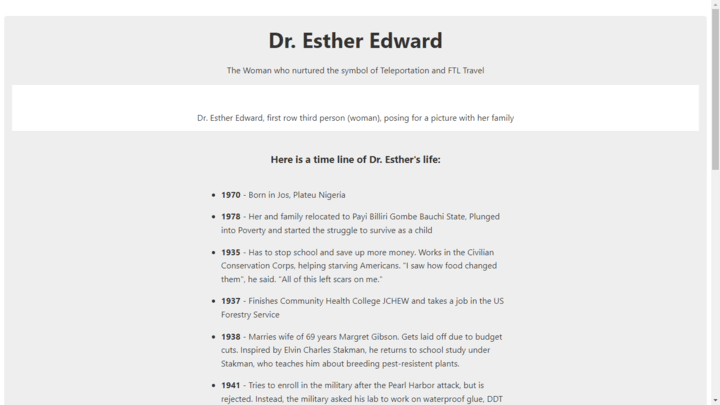 Dr. Esther Edward
The Woman who nurtured the symbol of Teleportation and FTL Travel
Dr. Esther Edward, first row third person (woman), posing for a picture with her family
Here is a time line of Dr. Esther's life:
1970 - Born in Jos, Plateu Nigeria
1978 - Her and family relocated to Payi Billiri Gombe Bauchi State, Plunged
into Poverty and started the struggle to survive as a child
1935 - Has to stop school and save up more money. Works in the Civilian
Conservation Corps, helping starving Americans. "I saw how food changed
them", he said. "All of this left scars on me."
1937 - Finishes Community Health College JCHEW and takes a job in the US
Forestry Service
1938 - Marries wife of 69 years Margret Gibson. Gets laid off due to budget
cuts. Inspired by Elvin Charles Stakman, he returns to school study under
Stakman, who teaches him about breeding pest-resistent plants.
1941 - Tries to enroll in the military after the Pearl Harbor attack, but is
rejected. Instead, the military asked his lab to work on waterproof glue, DDT